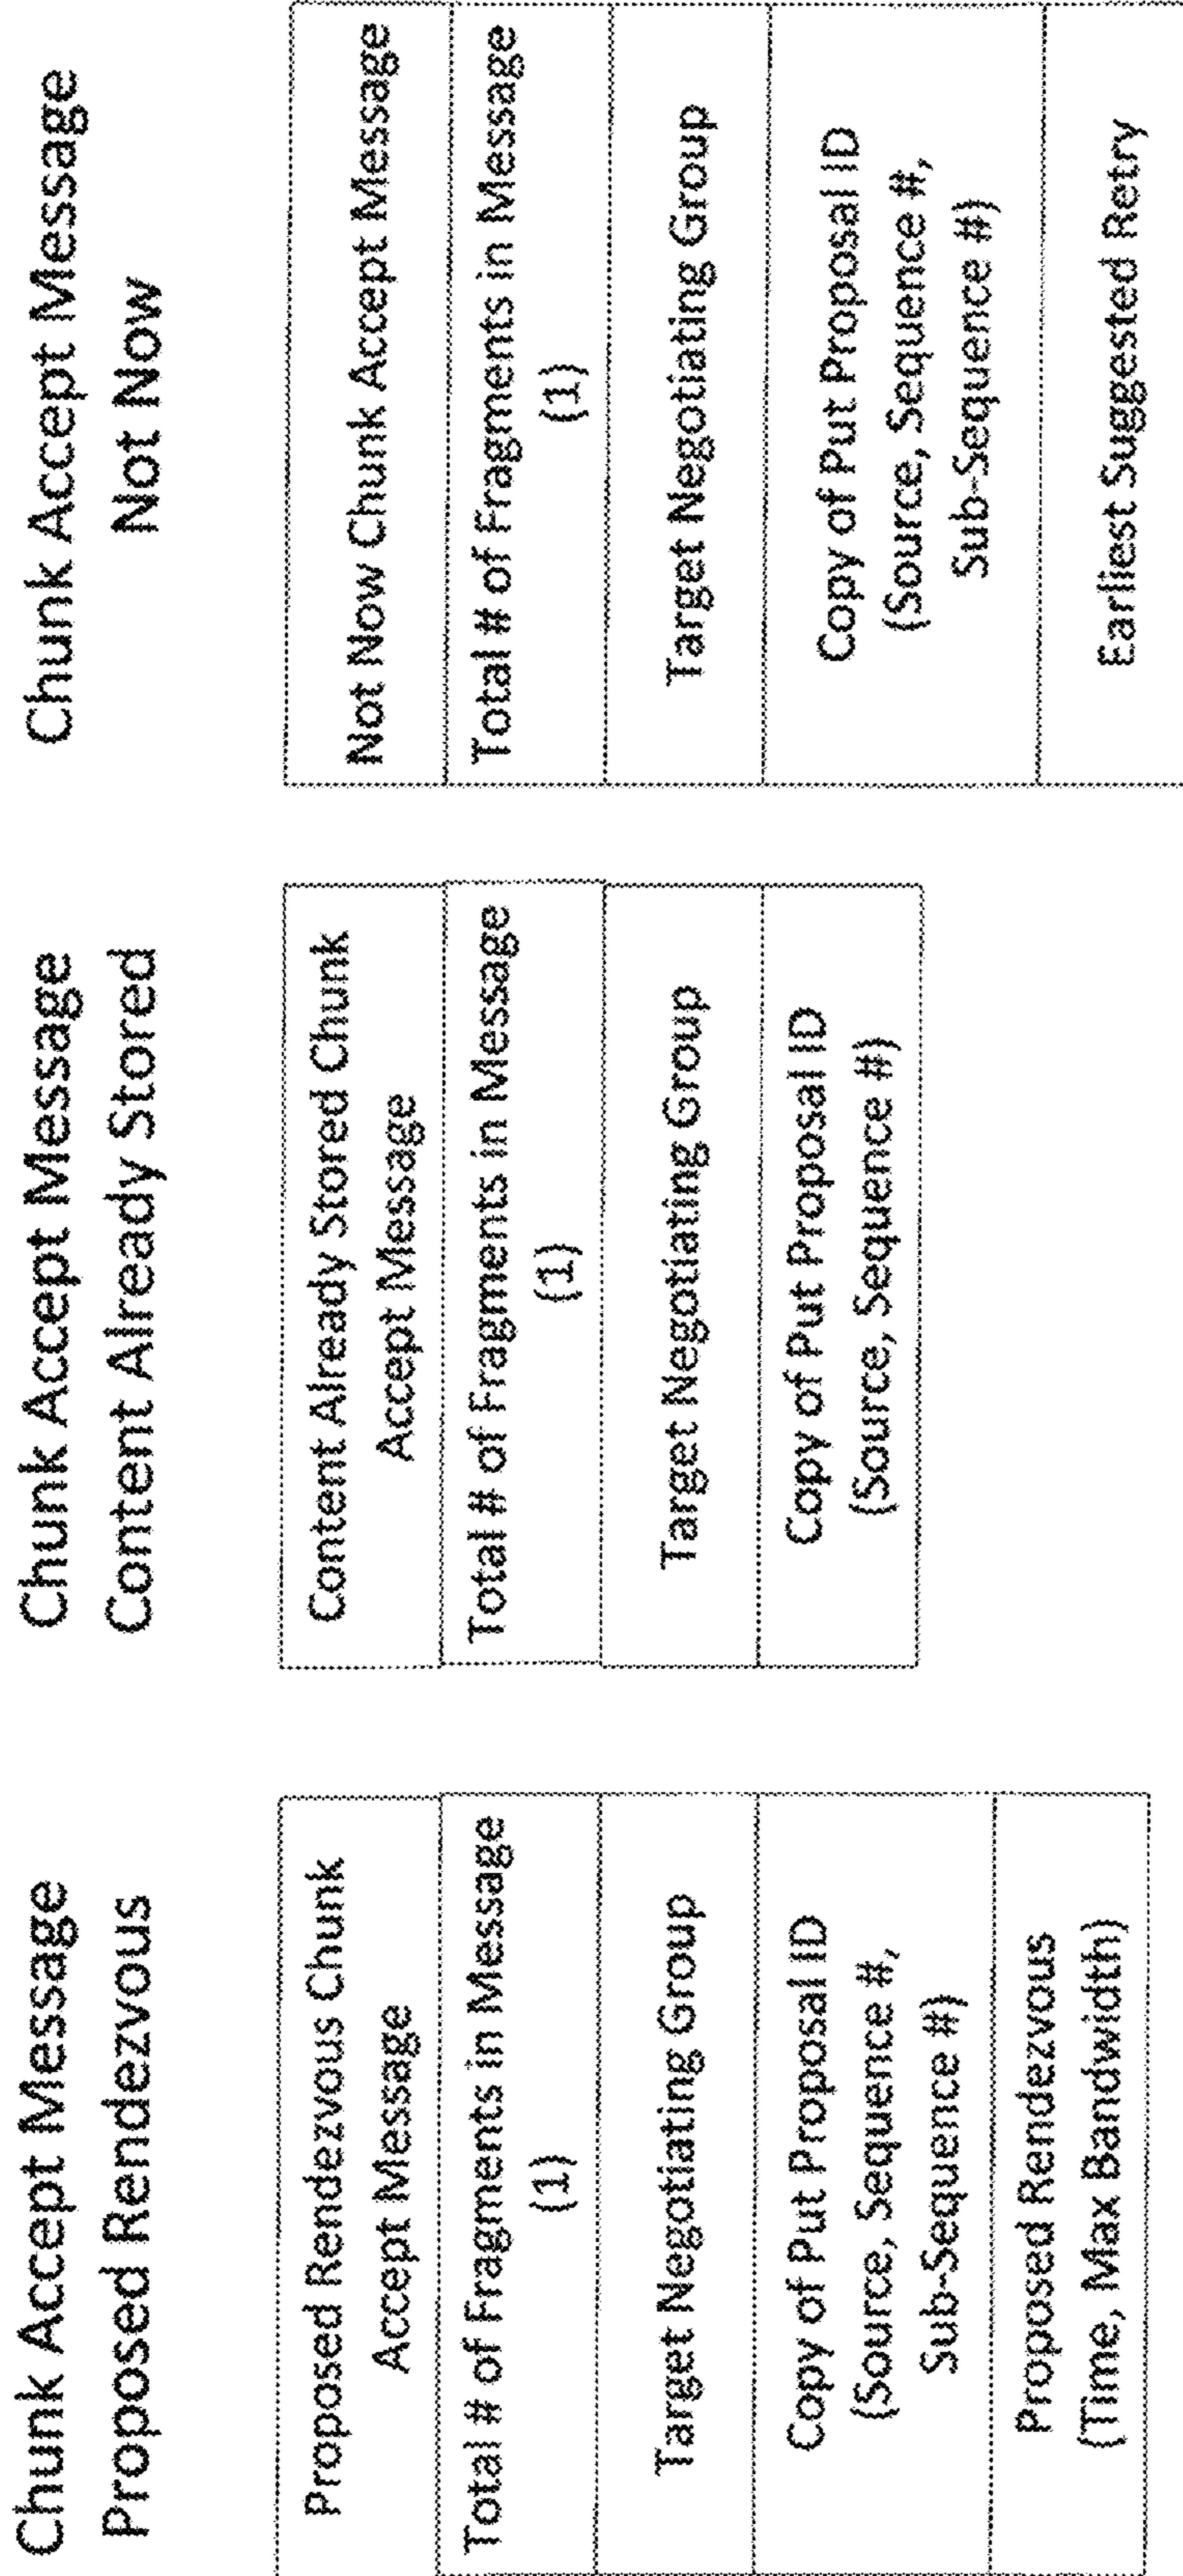 Chunk Accept Message
Proposed Rendezvous
Proposed Rendezvous Chunk
Accept Message
Total # of Fragments in Message
(1)
Target Negotiating Group
Copy of Put Proposal ID
(Source, Sequence #,
Sub-Sequence #)
Proposed Rendezvous
(Time, Max Bandwidth)
Chunk Accept Message
Content Already Stored
Content Already Stored Chunk
Accept Message
Total # of Fragments in Message
(1)
Target Negotiating Group
Copy of Put Proposal ID
(Source, Sequence #)
Chunk Accept Message
Not Now
Not Now Chunk Accept Message
Total # of Fragments in Message
(1)
Target Negotiating Group
Copy of Put Proposal ID
(Source, Sequence #,
Sub-Sequence #)
Earliest Suggested Retry